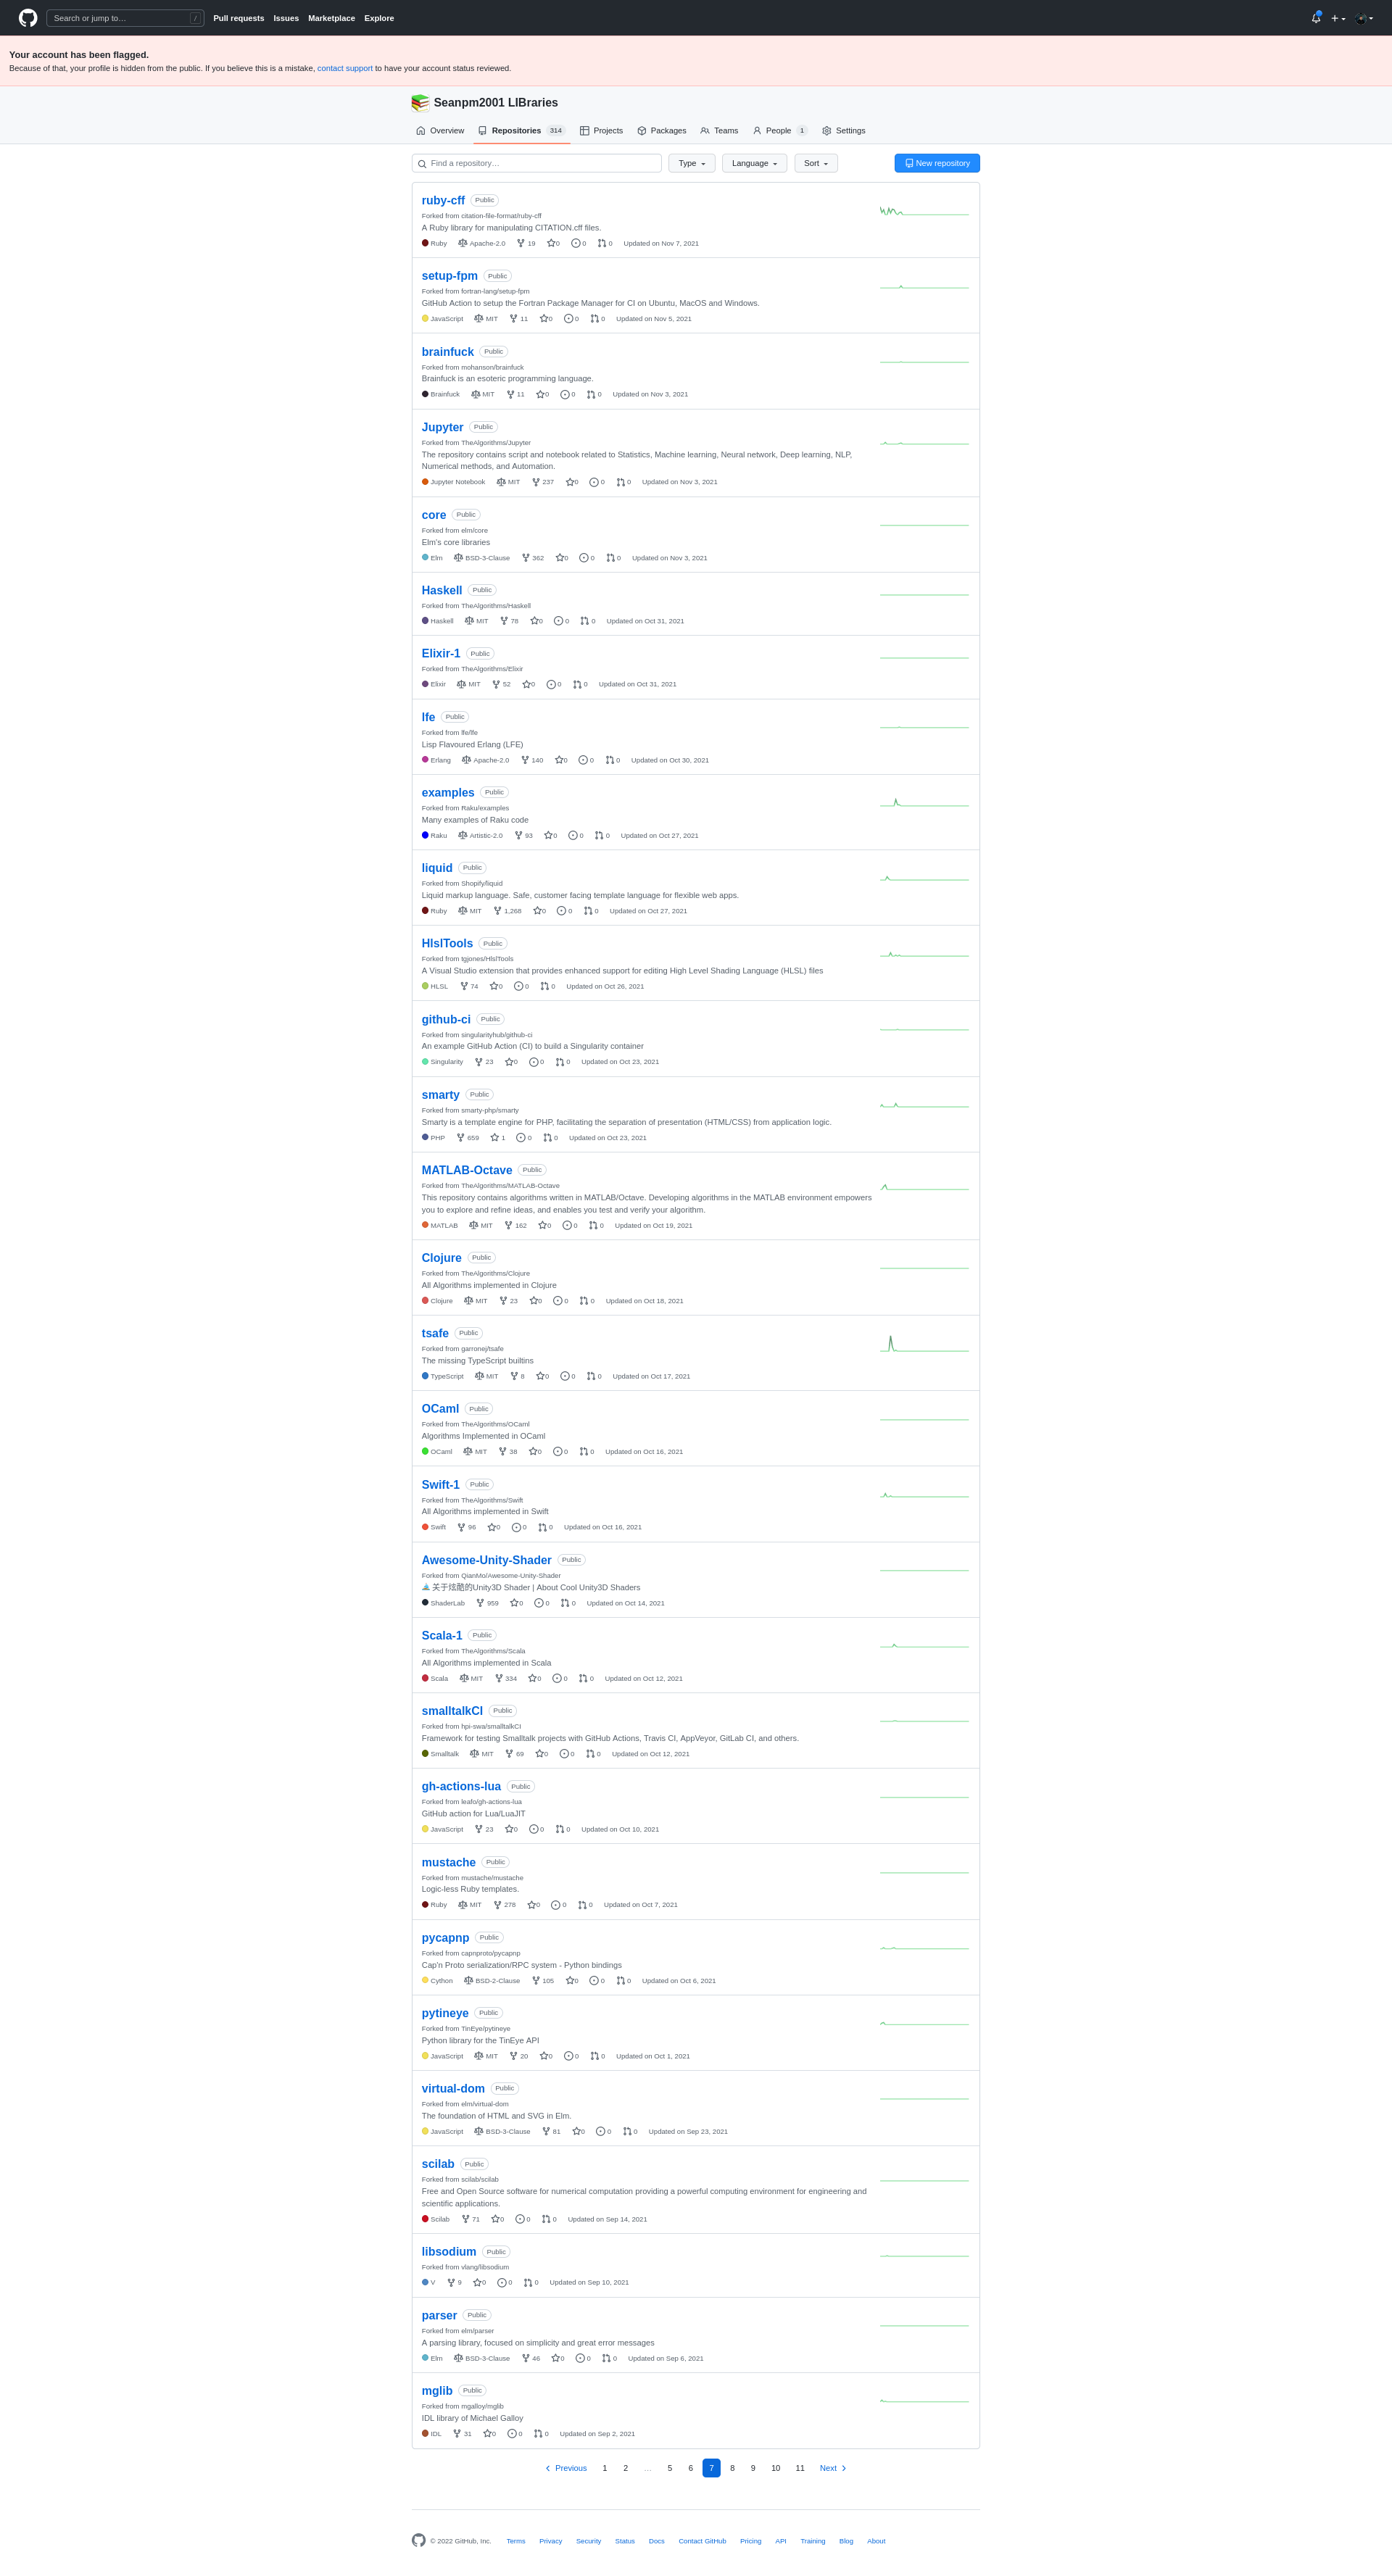 Search or jump to… /
Pull requests Issues Marketplace Explore
Your account has been flagged.
Because of that, your profile is hidden from the public. If you believe this is a mistake, contact support to have your account status reviewed.
Seanpm2001 LIBraries
Overview Repositories 314 Projects Packages Teams People 1 Settings
Find a repository… Type Language Sort New repository
ruby-cff Public
Forked from citation-file-format/ruby-cff
A Ruby library for manipulating CITATION.cff files.
Ruby Apache-2.0 19 0 0 0 Updated on Nov 7, 2021
setup-fpm Public
Forked from fortran-lang/setup-fpm
GitHub Action to setup the Fortran Package Manager for CI on Ubuntu, MacOS and Windows.
JavaScript MIT 11 0 0 0 Updated on Nov 5, 2021
brainfuck Public
Forked from mohanson/brainfuck
Brainfuck is an esoteric programming language.
Brainfuck MIT 11 0 0 0 Updated on Nov 3, 2021
Jupyter Public
Forked from TheAlgorithms/Jupyter
The repository contains script and notebook related to Statistics, Machine learning, Neural network, Deep learning, NLP,
Numerical methods, and Automation.
Jupyter Notebook MIT 237 0 0 0 Updated on Nov 3, 2021
core Public
Forked from elm/core
Elm's core libraries
Elm BSD-3-Clause 362 0 0 0 Updated on Nov 3, 2021
Haskell Public
Forked from TheAlgorithms/Haskell
Haskell MIT 78 0 0 0 Updated on Oct 31, 2021
Elixir-1 Public
Forked from TheAlgorithms/Elixir
Elixir MIT 52 0 0 0 Updated on Oct 31, 2021
lfe Public
Forked from lfe/lfe
Lisp Flavoured Erlang (LFE)
Erlang Apache-2.0 140 0 0 0 Updated on Oct 30, 2021
examples Public
Forked from Raku/examples
Many examples of Raku code
Raku Artistic-2.0 93 0 0 0 Updated on Oct 27, 2021
liquid Public
Forked from Shopify/liquid
Liquid markup language. Safe, customer facing template language for flexible web apps.
Ruby MIT 1,268 0 0 0 Updated on Oct 27, 2021
HlslTools Public
Forked from tgjones/HlslTools
A Visual Studio extension that provides enhanced support for editing High Level Shading Language (HLSL) files
HLSL 74 0 0 0 Updated on Oct 26, 2021
github-ci Public
Forked from singularityhub/github-ci
An example GitHub Action (CI) to build a Singularity container
Singularity 23 0 0 0 Updated on Oct 23, 2021
smarty Public
Forked from smarty-php/smarty
Smarty is a template engine for PHP, facilitating the separation of presentation (HTML/CSS) from application logic.
PHP 659 1 0 0 Updated on Oct 23, 2021
MATLAB-Octave Public
Forked from TheAlgorithms/MATLAB-Octave
This repository contains algorithms written in MATLAB/Octave. Developing algorithms in the MATLAB environment empowers
you to explore and refine ideas, and enables you test and verify your algorithm.
MATLAB MIT 162 0 0 0 Updated on Oct 19, 2021
Clojure Public
Forked from TheAlgorithms/Clojure
All Algorithms implemented in Clojure
Clojure MIT 23 0 0 0 Updated on Oct 18, 2021
tsafe Public
Forked from garronej/tsafe
The missing TypeScript builtins
TypeScript MIT 8 0 0 0 Updated on Oct 17, 2021
OCaml Public
Forked from TheAlgorithms/OCaml
Algorithms Implemented in OCaml
OCaml MIT 38 0 0 0 Updated on Oct 16, 2021
Swift-1 Public
Forked from TheAlgorithms/Swift
All Algorithms implemented in Swift
Swift 96 0 0 0 Updated on Oct 16, 2021
Awesome-Unity-Shader Public
Forked from QianMo/Awesome-Unity-Shader
关于炫酷的Unity3D Shader | About Cool Unity3D Shaders
ShaderLab 959 0 0 0 Updated on Oct 14, 2021
Scala-1 Public
Forked from TheAlgorithms/Scala
All Algorithms implemented in Scala
Scala MIT 334 0 0 0 Updated on Oct 12, 2021
smalltalkCI Public
Forked from hpi-swa/smalltalkCI
Framework for testing Smalltalk projects with GitHub Actions, Travis CI, AppVeyor, GitLab CI, and others.
Smalltalk MIT 69 0 0 0 Updated on Oct 12, 2021
gh-actions-lua Public
Forked from leafo/gh-actions-lua
GitHub action for Lua/LuaJIT
JavaScript 23 0 0 0 Updated on Oct 10, 2021
mustache Public
Forked from mustache/mustache
Logic-less Ruby templates.
Ruby MIT 278 0 0 0 Updated on Oct 7, 2021
pycapnp Public
Forked from capnproto/pycapnp
Cap'n Proto serialization/RPC system - Python bindings
Cython BSD-2-Clause 105 0 0 0 Updated on Oct 6, 2021
pytineye Public
Forked from TinEye/pytineye
Python library for the TinEye API
JavaScript MIT 20 0 0 0 Updated on Oct 1, 2021
virtual-dom Public
Forked from elm/virtual-dom
The foundation of HTML and SVG in Elm.
JavaScript BSD-3-Clause 81 0 0 0 Updated on Sep 23, 2021
scilab Public
Forked from scilab/scilab
Free and Open Source software for numerical computation providing a powerful computing environment for engineering and
scientific applications.
Scilab 71 0 0 0 Updated on Sep 14, 2021
libsodium Public
Forked from vlang/libsodium
V 9 0 0 0 Updated on Sep 10, 2021
parser Public
Forked from elm/parser
A parsing library, focused on simplicity and great error messages
Elm BSD-3-Clause 46 0 0 0 Updated on Sep 6, 2021
mglib Public
Forked from mgalloy/mglib
IDL library of Michael Galloy
IDL 31 0 0 0 Updated on Sep 2, 2021
Previous 1 2 … 5 6 7 8 9 10 11 Next
© 2022 GitHub, Inc. Terms Privacy Security Status Docs Contact GitHub Pricing API Training Blog About